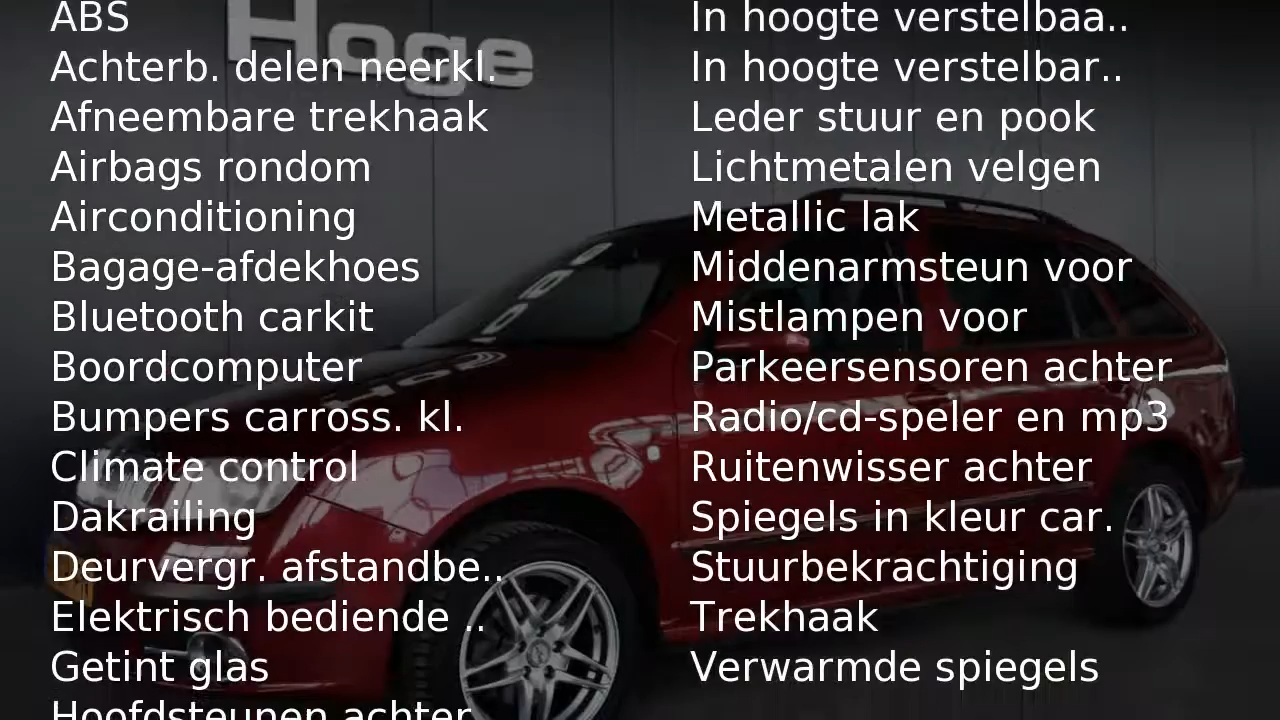 Hoge
ABS
Achterb. delen neerkl.
Afneembare trekhaak
Airbags rondom
Airconditioning
Bagage-afdekhoes
Bluetooth carkit
Boordcomputer
Bumpers carross. kl.
Climate control
Dakrailing
Deurvergr. afstandbe..
Elektrisch bediende ..
Getint glas
Hoofdsteunen achter
In hoogte verstelbaa..
In hoogte verstelbar..
Leder stuur en pook
Lichtmetalen velgen
Metallic lak
Middenarmsteun voor
Mistlampen voor
Parkeersensoren achter
Radio/cd-speler en mp3
Ruitenwisser achter
Spiegels in kleur car.
Stuurbekrachtiging
Trekhaak
Verwarmde spiegels